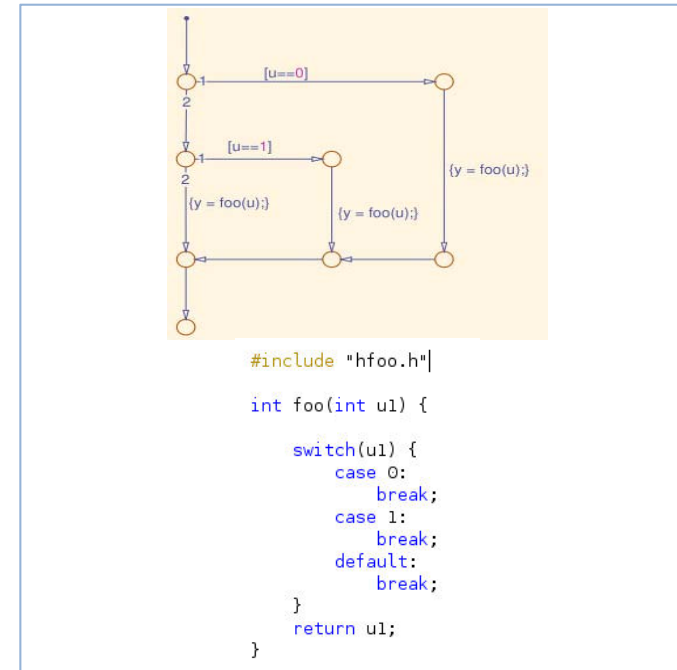 1 [u==0]
2
1 [u==1]
{y = foo(u);}
2
{y = foo(u);}
{y = foo(u);}
#include "hfoo.h"
int foo(int u1) {
switch(u1) {
case 0:
break;
case 1:
break;
default:
break;
}
return u1;
}